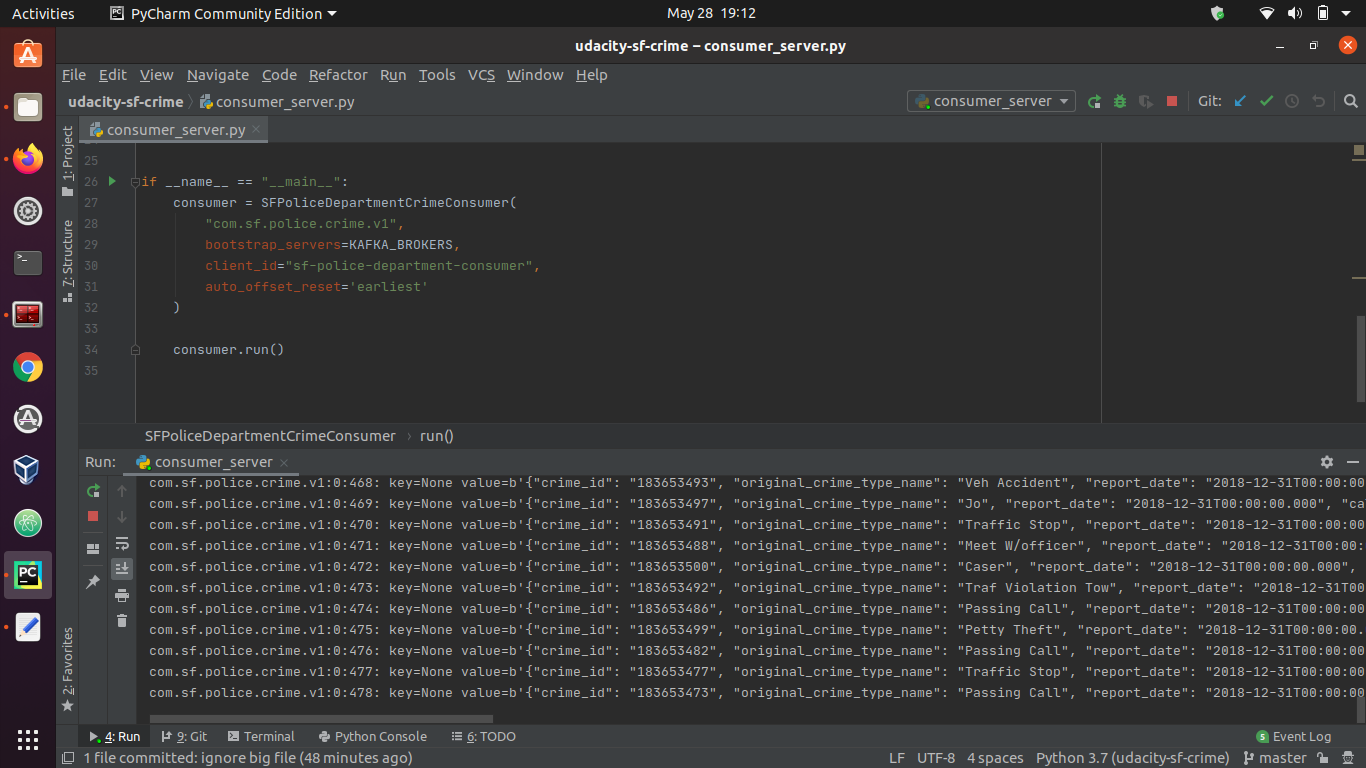 Activities PyCharm Community Edition May 28 19:12
udacity-sf-crime – consumer_server.py
File Edit View Navigate Code Refactor Run Tools VCS Window Help
udacity-sf-crime consumer_server.py consumer_server Git:
1: Project
7: Structure
2: Favorites
consumer_server.py
25
26 if __name__ == "__main__":
27 consumer = SFPoliceDepartmentCrimeConsumer(
28 "com.sf.police.crime.v1",
29 bootstrap_servers=KAFKA_BROKERS,
30 client_id="sf-police-department-consumer",
31 auto_offset_reset='earliest'
32 )
33
34 consumer.run()
35
SFPoliceDepartmentCrimeConsumer › run()
Run: consumer_server
com.sf.police.crime.v1:0:468: key=None value=b'{"crime_id": "183653493", "original_crime_type_name": "Veh Accident", "report_date": "2018-12-31T00:00:00
com.sf.police.crime.v1:0:469: key=None value=b'{"crime_id": "183653497", "original_crime_type_name": "Jo", "report_date": "2018-12-31T00:00:00.000", "ca
com.sf.police.crime.v1:0:470: key=None value=b'{"crime_id": "183653491", "original_crime_type_name": "Traffic Stop", "report_date": "2018-12-31T00:00:00
com.sf.police.crime.v1:0:471: key=None value=b'{"crime_id": "183653488", "original_crime_type_name": "Meet W/officer", "report_date": "2018-12-31T00:00:
com.sf.police.crime.v1:0:472: key=None value=b'{"crime_id": "183653500", "original_crime_type_name": "Caser", "report_date": "2018-12-31T00:00:00.000",
com.sf.police.crime.v1:0:473: key=None value=b'{"crime_id": "183653492", "original_crime_type_name": "Traf Violation Tow", "report_date": "2018-12-31T00
com.sf.police.crime.v1:0:474: key=None value=b'{"crime_id": "183653486", "original_crime_type_name": "Passing Call", "report_date": "2018-12-31T00:00:00
com.sf.police.crime.v1:0:475: key=None value=b'{"crime_id": "183653499", "original_crime_type_name": "Petty Theft", "report_date": "2018-12-31T00:00:00.
com.sf.police.crime.v1:0:476: key=None value=b'{"crime_id": "183653482", "original_crime_type_name": "Passing Call", "report_date": "2018-12-31T00:00:00
com.sf.police.crime.v1:0:477: key=None value=b'{"crime_id": "183653477", "original_crime_type_name": "Traffic Stop", "report_date": "2018-12-31T00:00:00
com.sf.police.crime.v1:0:478: key=None value=b'{"crime_id": "183653473", "original_crime_type_name": "Passing Call", "report_date": "2018-12-31T00:00:00
4: Run 9: Git Terminal Python Console 6: TODO 5 Event Log
1 file committed: ignore big file (48 minutes ago) LF UTF-8 4 spaces Python 3.7 (udacity-sf-crime) master